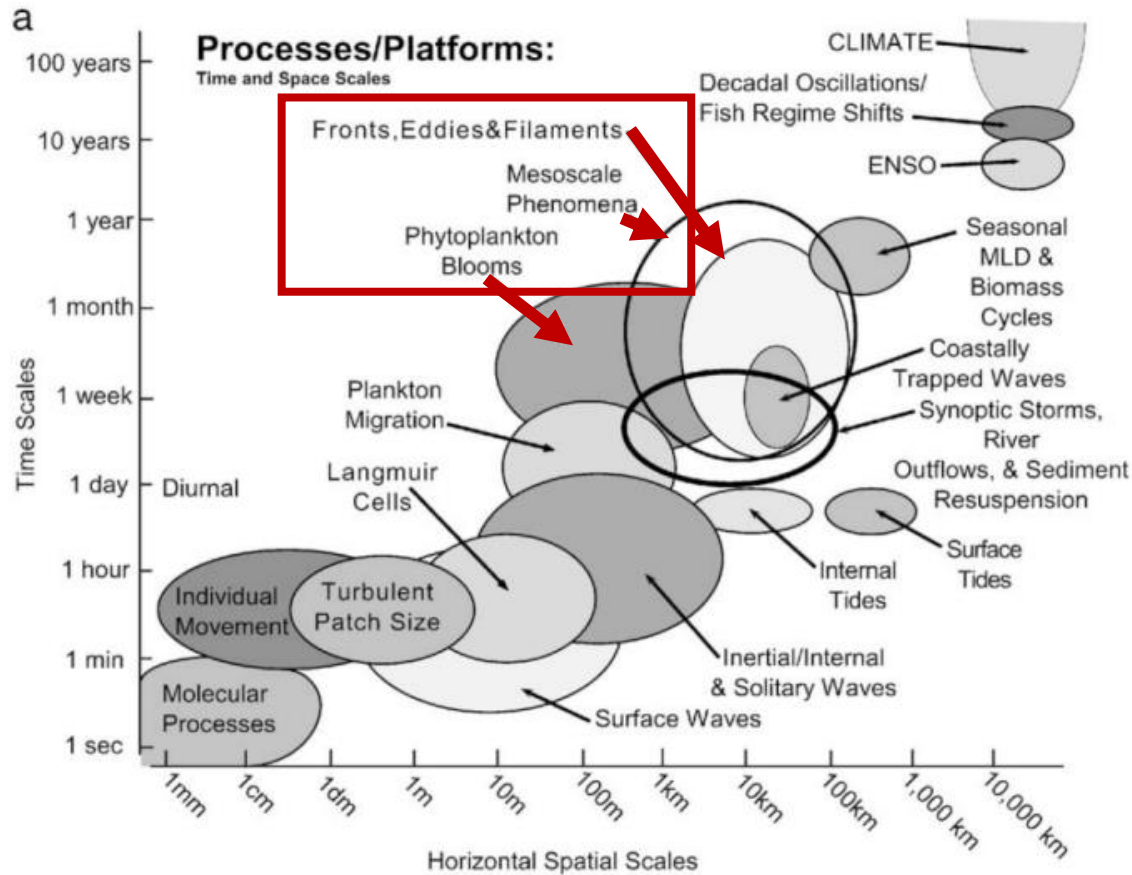 a
Processes/Platforms:
Time and Space Scales
Fronts,Eddies&Filaments
Mesoscale
Phenomena
Phytoplankton
Blooms
CLIMATE
Decadal Oscillations/
Fish Regime Shifts
ENSO
Seasonal
MLD &
Biomass
Cycles
Coastally
Trapped Waves
Synoptic Storms,
River
Outflows, & Sediment
Resuspension
Plankton
Migration
Langmuir
Cells
Diurnal
Individual
Movement
Turbulent
Patch Size
Molecular
Processes
Internal
Tides
Surface
Tides
Inertial/Internal
& Solitary Waves
Surface Waves
Time Scales
100 years
10 years
1 year
1 month
1 week
1 day
1 hour
1 min
1 sec
1mm
1cm
1dm
1m
10m
100m
1km
10km
100km
1,000 km
10,000 km
Horizontal Spatial Scales